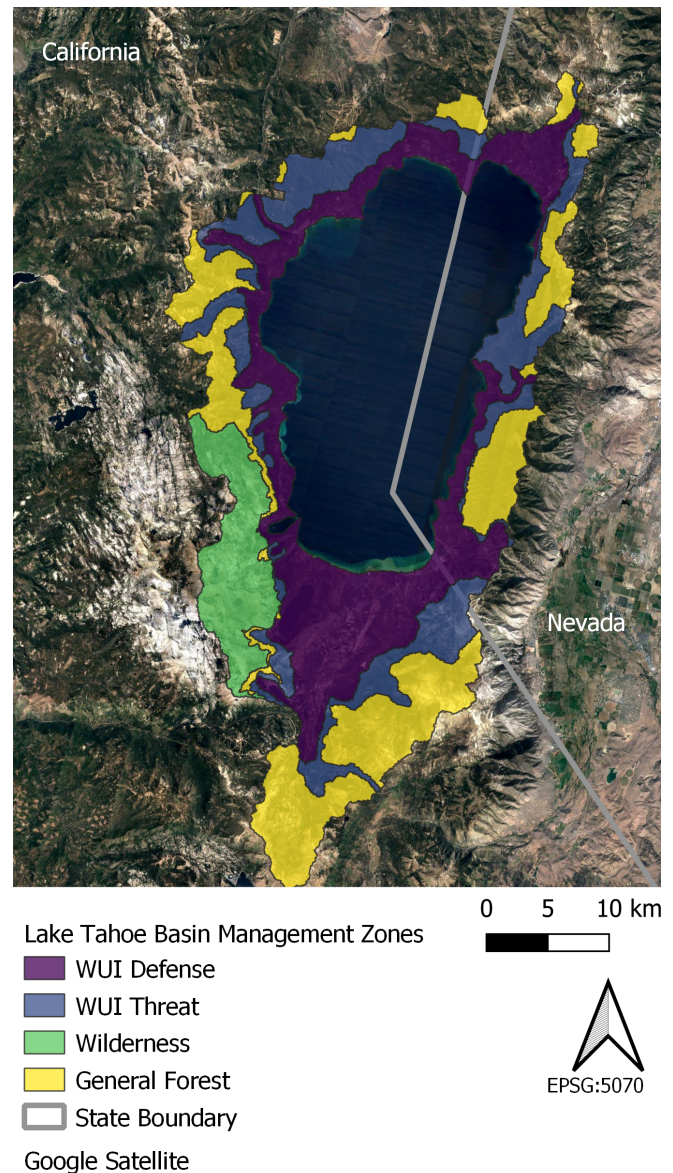 California
Nevada
0 5 10 km
Lake Tahoe Basin Management Zones
WUI Defense
WUI Threat
Wilderness
General Forest
State Boundary
EPSG:5070
Google Satellite